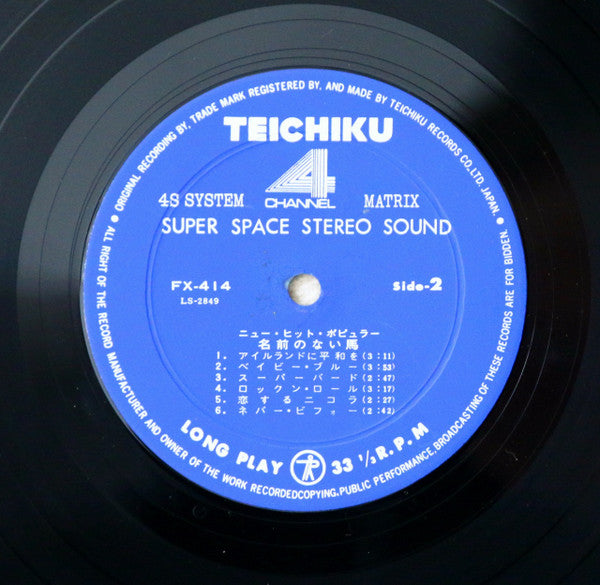 ORIGINAL RECORDING BY, TRADE MARK REGISTERED BY, AND MADE BY TEICHIKU RECORDS CO., LTD. JAPAN.
TEICHIKU
4
4S SYSTEM CHANNEL MATRIX
SUPER SPACE STEREO SOUND
FX-414 Side-2
LS-2849
ニュー・ヒット・ポピュラー
名前のない馬
1. アイルランドに平和を(3:11)
2. ベイビー・ブルー(3:53)
3. スーパーバード(2:47)
4. ロックン・ロール(3:17)
5. 恋するニコラ(2:27)
6. ネバー・ビフォー(2:42)
LONG PLAY 33 1/3 R.P.M
ALL RIGHT OF THE RECORD MANUFACTURER AND OWNER OF THE WORK RECORDEDCOPYING, PUBLIC PERFORMANCE, BROADCASTING OF THESE RECORDS ARE FOR BIDDEN.